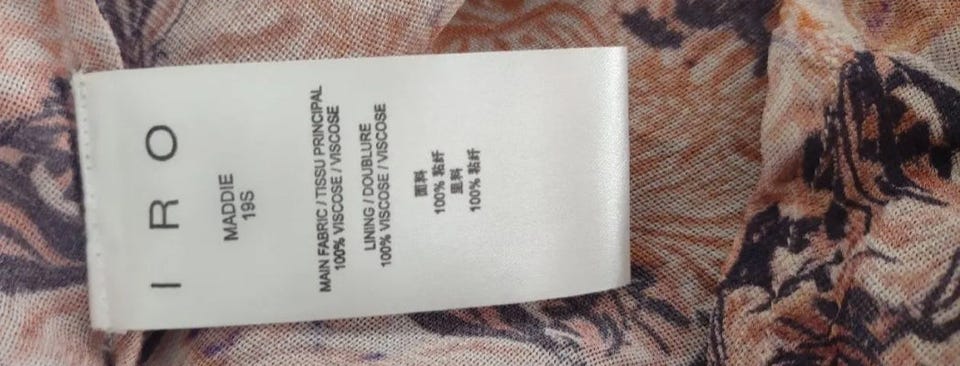 I R O
MADDIE
19S
MAIN FABRIC / TISSU PRINCIPAL
100% VISCOSE / VISCOSE
LINING / DOUBLURE
100% VISCOSE / VISCOSE
面料
100% 粘纤
里料
100% 粘纤